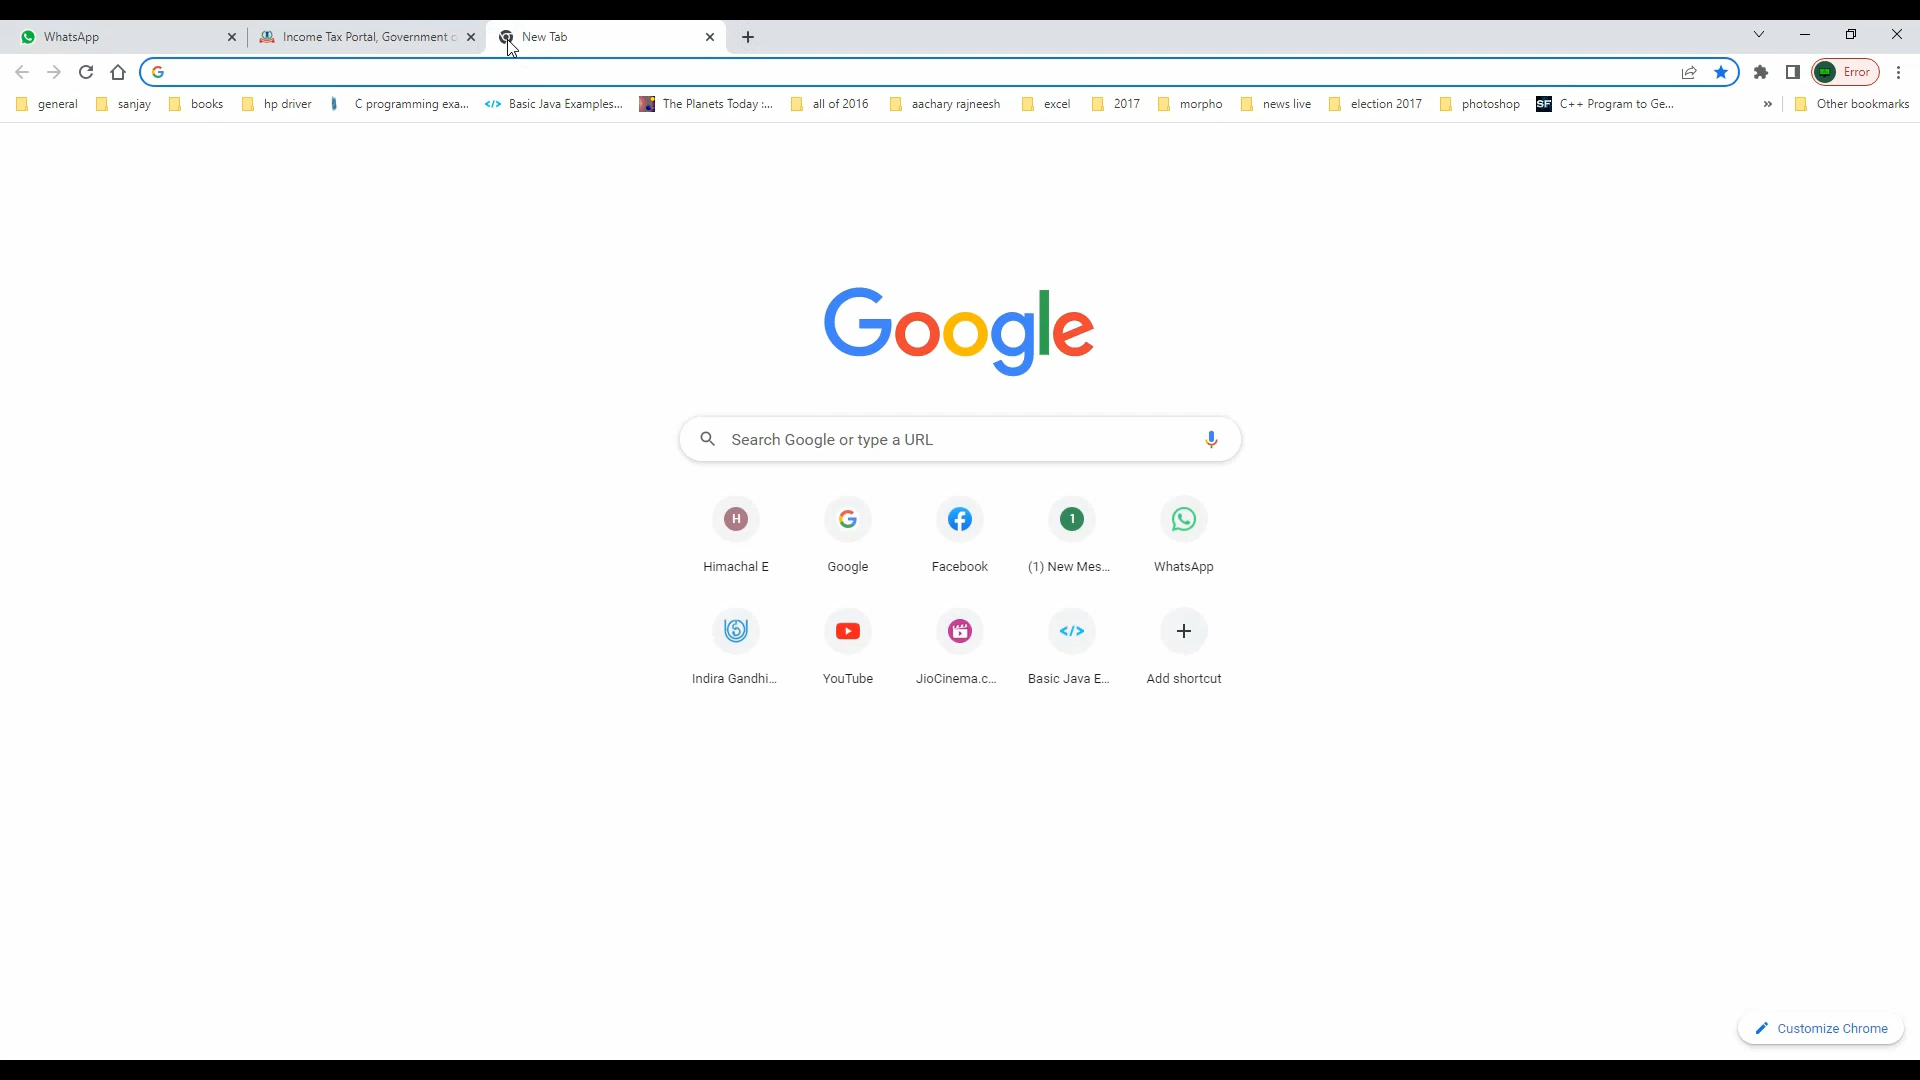 WhatsApp
Income Tax Portal, Government
New Tab
Error
general
sanjay
books
hp driver
C programming exa...
</> Basic Java Examples...
The Planets Today :...
all of 2016
aachary rajneesh
excel
2017
morpho
news live
election 2017
photoshop
SF C++ Program to Ge...
»
Other bookmarks
Google
Search Google or type a URL
H
Himachal E
Google
Facebook
1
(1) New Mes...
WhatsApp
Indira Gandhi...
YouTube
JioCinema.c...
</>
Basic Java E...
Add shortcut
Customize Chrome